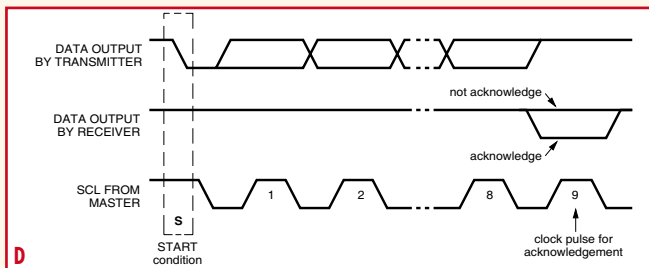 DATA OUTPUT
BY TRANSMITTER
not acknowledge
DATA OUTPUT
BY RECEIVER
acknowledge
SCL FROM
MASTER
1
2
8
9
S
START
condition
clock pulse for
acknowledgement
D